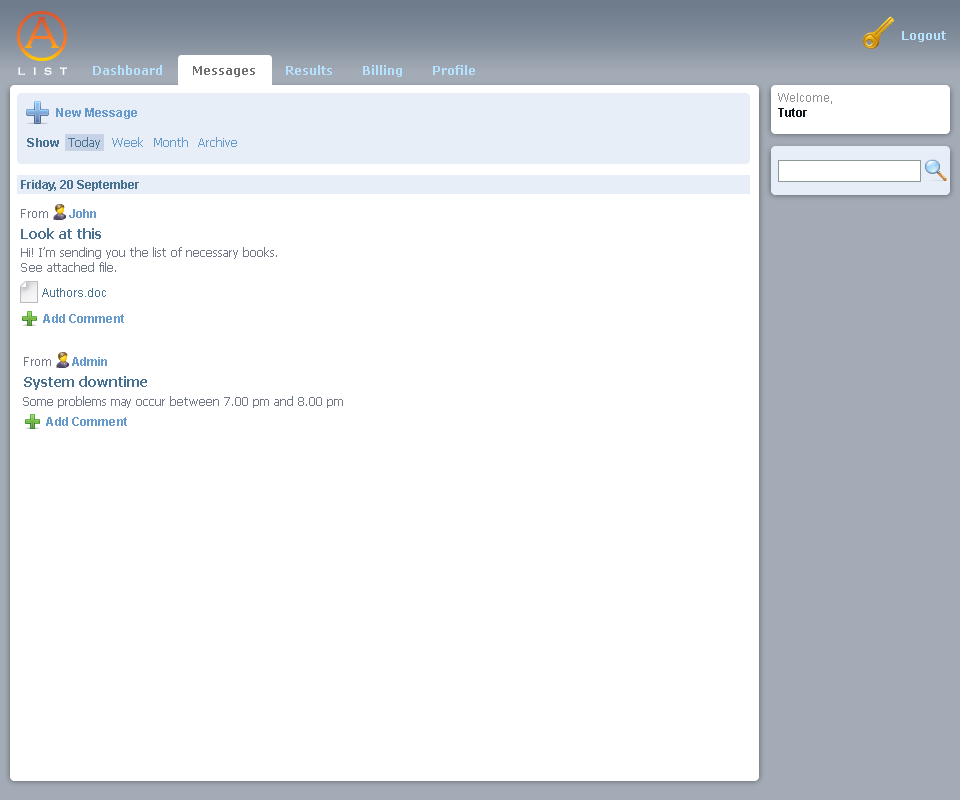 A
LIST
Dashboard Messages Results Billing Profile
Logout
New Message
Show Today Week Month Archive
Friday, 20 September
From John
Look at this
Hi! I'm sending you the list of necessary books.
See attached file.
Authors.doc
Add Comment
From Admin
System downtime
Some problems may occur between 7.00 pm and 8.00 pm
Add Comment
Welcome,
Tutor